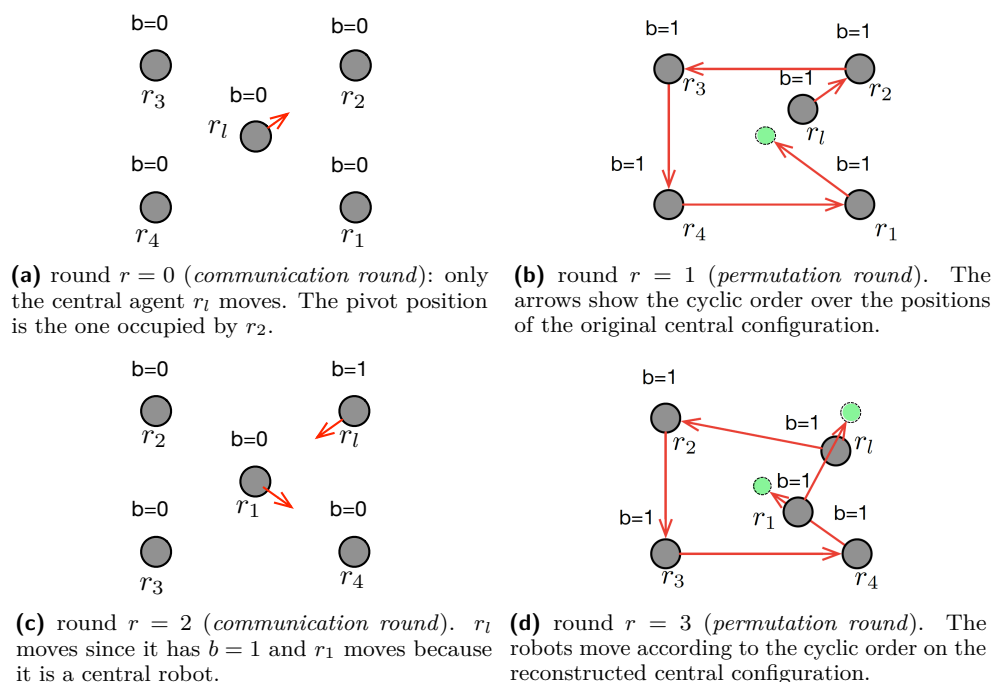 b=0
b=0
r3
r2
b=0
rl
b=0
b=0
r4
r1
(a) round r = 0 (communication round): only
the central agent rl moves. The pivot position
is the one occupied by r2.
b=1
b=1
r3
b=1
r2
rl
b=1
b=1
r4
r1
(b) round r = 1 (permutation round). The
arrows show the cyclic order over the positions
of the original central configuration.
b=0
b=1
r2
rl
b=0
r1
b=0
b=0
r3
r4
(c) round r = 2 (communication round). rl
moves since it has b = 1 and r1 moves because
it is a central robot.
b=1
b=1
r2
rl
b=1
r1
b=1
b=1
r3
r4
(d) round r = 3 (permutation round). The
robots move according to the cyclic order on the
reconstructed central configuration.